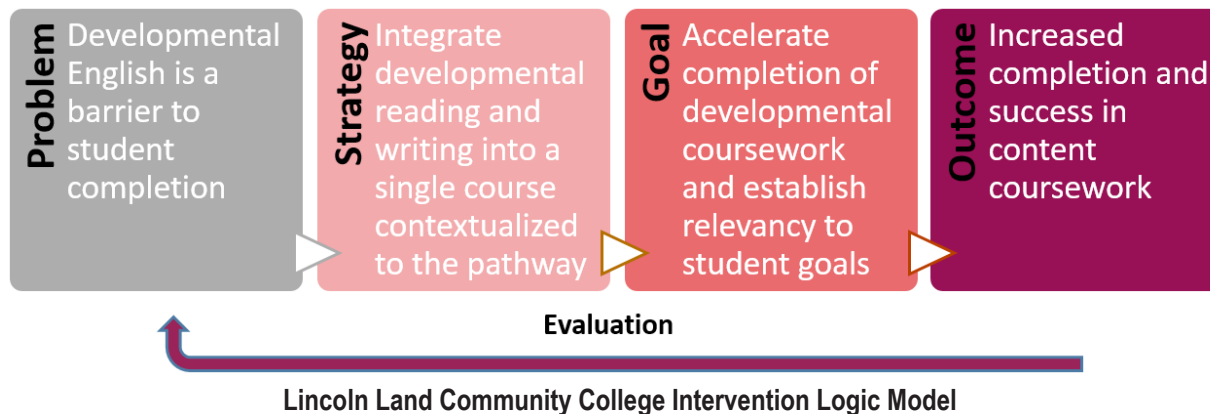 Problem
Developmental
English is a
barrier to
student
completion
Strategy
Integrate
developmental
reading and
writing into a
single course
contextualized
to the pathway
Goal
Accelerate
completion of
developmental
coursework
and establish
relevancy to
student goals
Outcome
Increased
completion and
success in
content
coursework
Evaluation
Lincoln Land Community College Intervention Logic Model